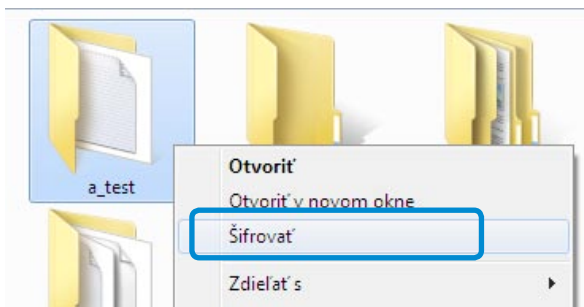 a_test
Otvoriť
Otvoriť v novom okne
Šifrovať
Zdieľať s